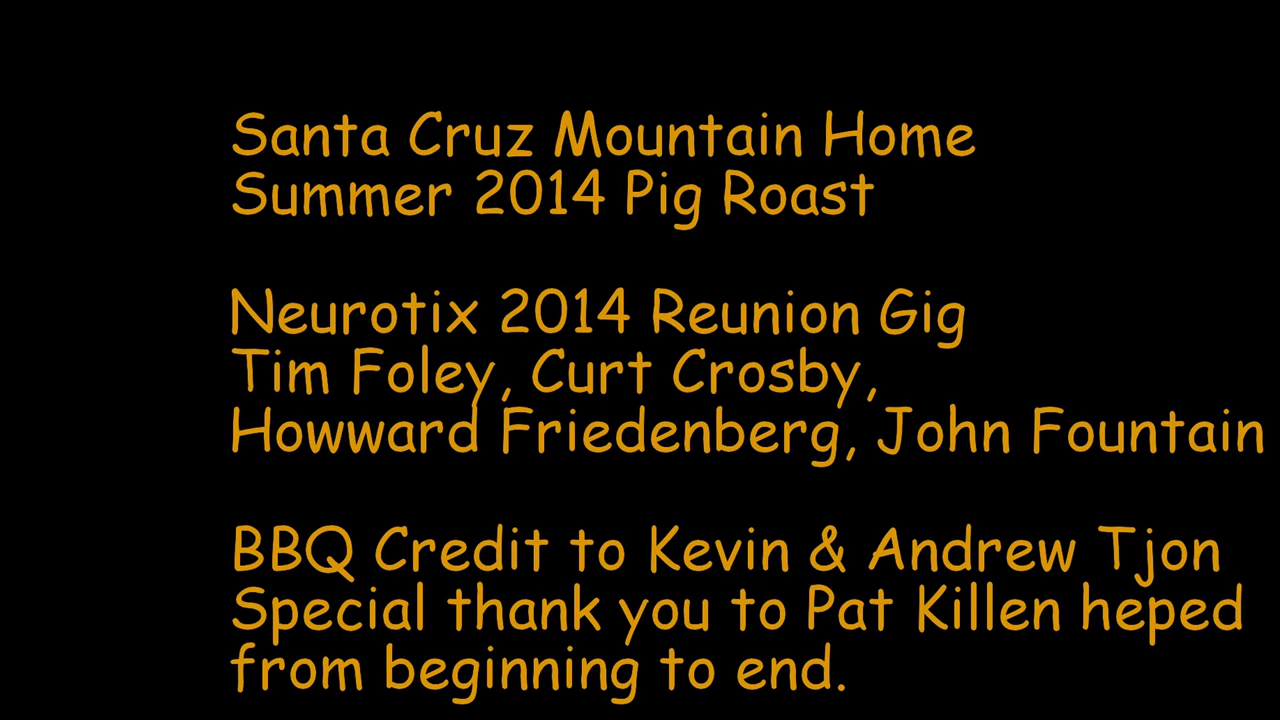 Santa Cruz Mountain Home
Summer 2014 Pig Roast
Neurotix 2014 Reunion Gig
Tim Foley, Curt Crosby,
Howward Friedenberg, John Fountain
BBQ Credit to Kevin & Andrew Tjon
Special thank you to Pat Killen heped
from beginning to end.